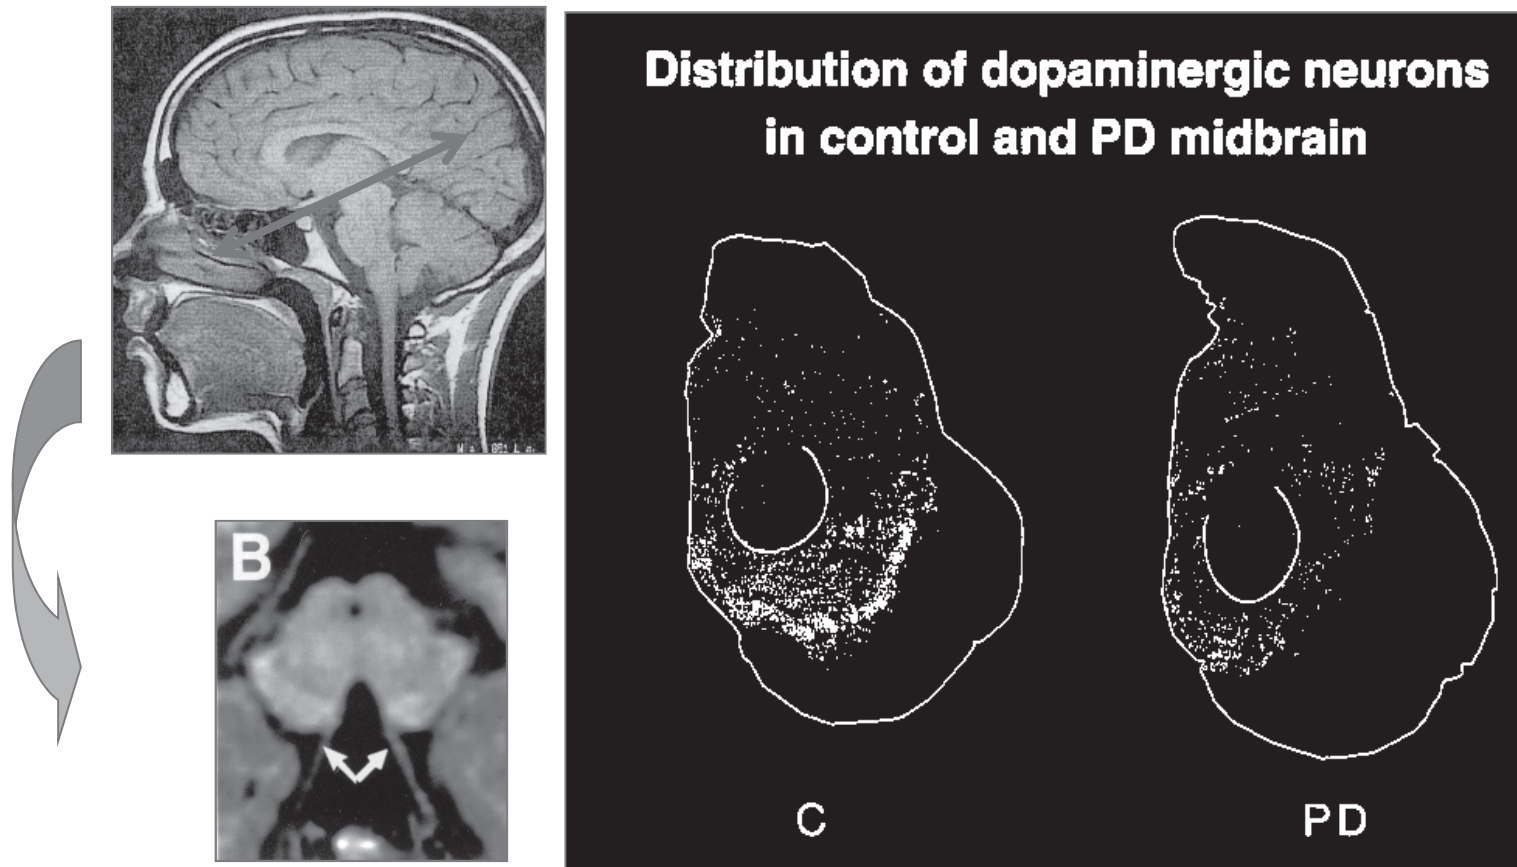 Distribution of dopaminergic neurons
in control and PD midbrain
B
C
PD